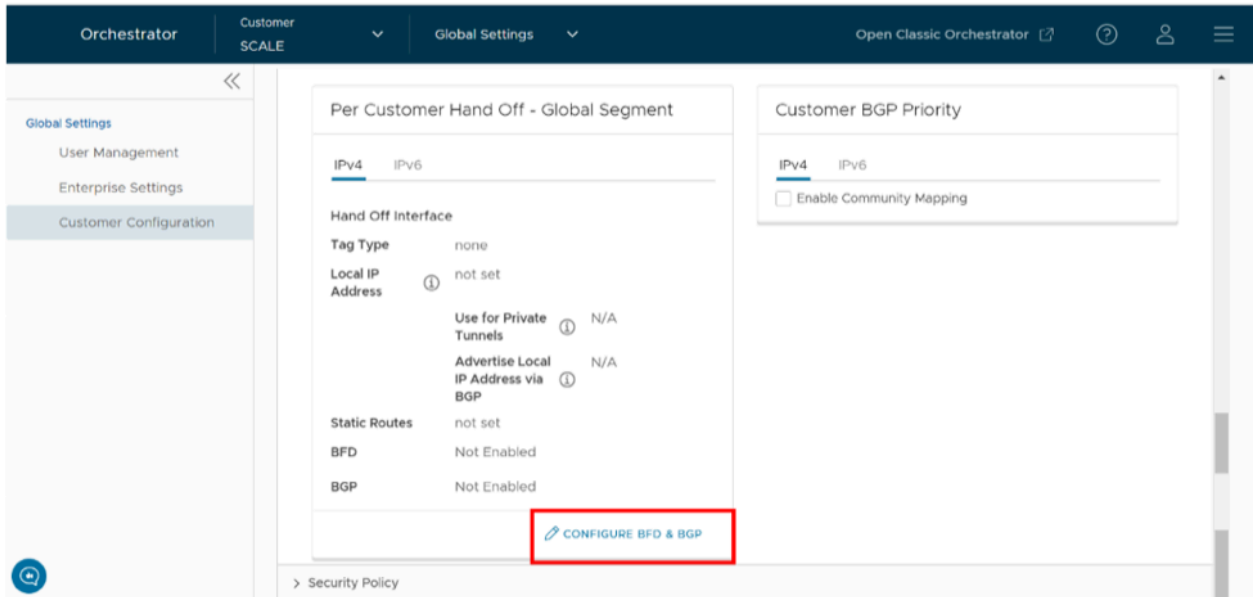 Orchestrator
Customer
SCALE
Global Settings
Open Classic Orchestrator
Global Settings
User Management
Enterprise Settings
Customer Configuration
Per Customer Hand Off - Global Segment
IPv4 IPv6
Hand Off Interface
Tag Type none
Local IP
Address
not set
Use for Private
Tunnels
N/A
Advertise Local
IP Address via
BGP
N/A
Static Routes not set
BFD Not Enabled
BGP Not Enabled
CONFIGURE BFD & BGP
Customer BGP Priority
IPv4 IPv6
Enable Community Mapping
Security Policy